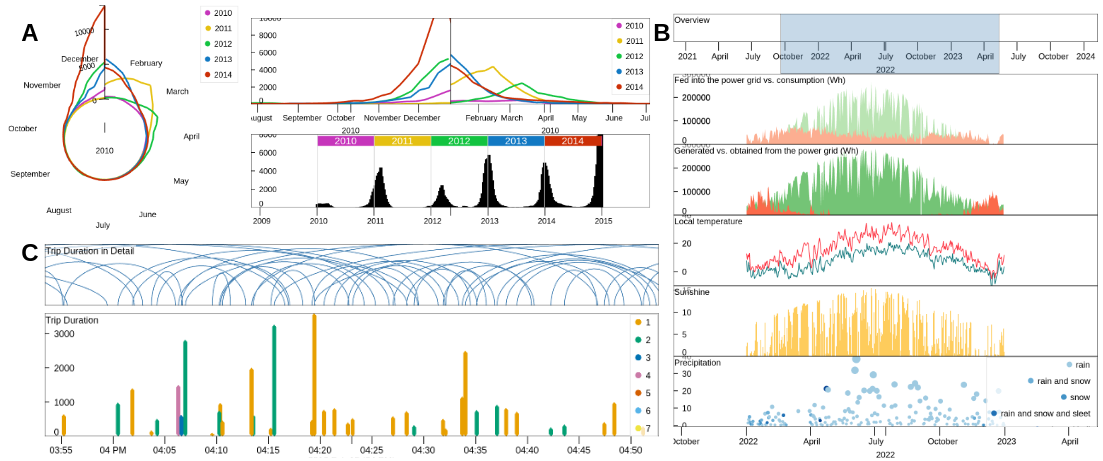 A
10000
5000
0
December
February
November
March
October
April
2010
September
May
August
June
July
2010
2011
2012
2013
2014
10000
8000
6000
4000
2000
0
ugust September October November December February March April May June Jul
2010 2010
2010
2011
2012
2013
2014
8000
6000
4000
2000
0
2010 2011 2012 2013 2014
2009 2010 2011 2012 2013 2014 2015
B
Overview
2021 April July October 2022 April July October 2023 April July October 2024
2022
Fed into the power grid vs. consumption (Wh)
200000
100000
0
Generated vs. obtained from the power grid (Wh)
200000
100000
0
Local temperature
20
0
Sunshine
10
5
0
Precipitation
30
20
10
0
rain
rain and snow
snow
rain and snow and sleet
October 2022 April July October 2023 April
2022
C
Trip Duration in Detail
Trip Duration
3000
2000
1000
0
1
2
3
4
5
6
7
03:55 04 PM 04:05 04:10 04:15 04:20 04:25 04:30 04:35 04:40 04:45 04:50